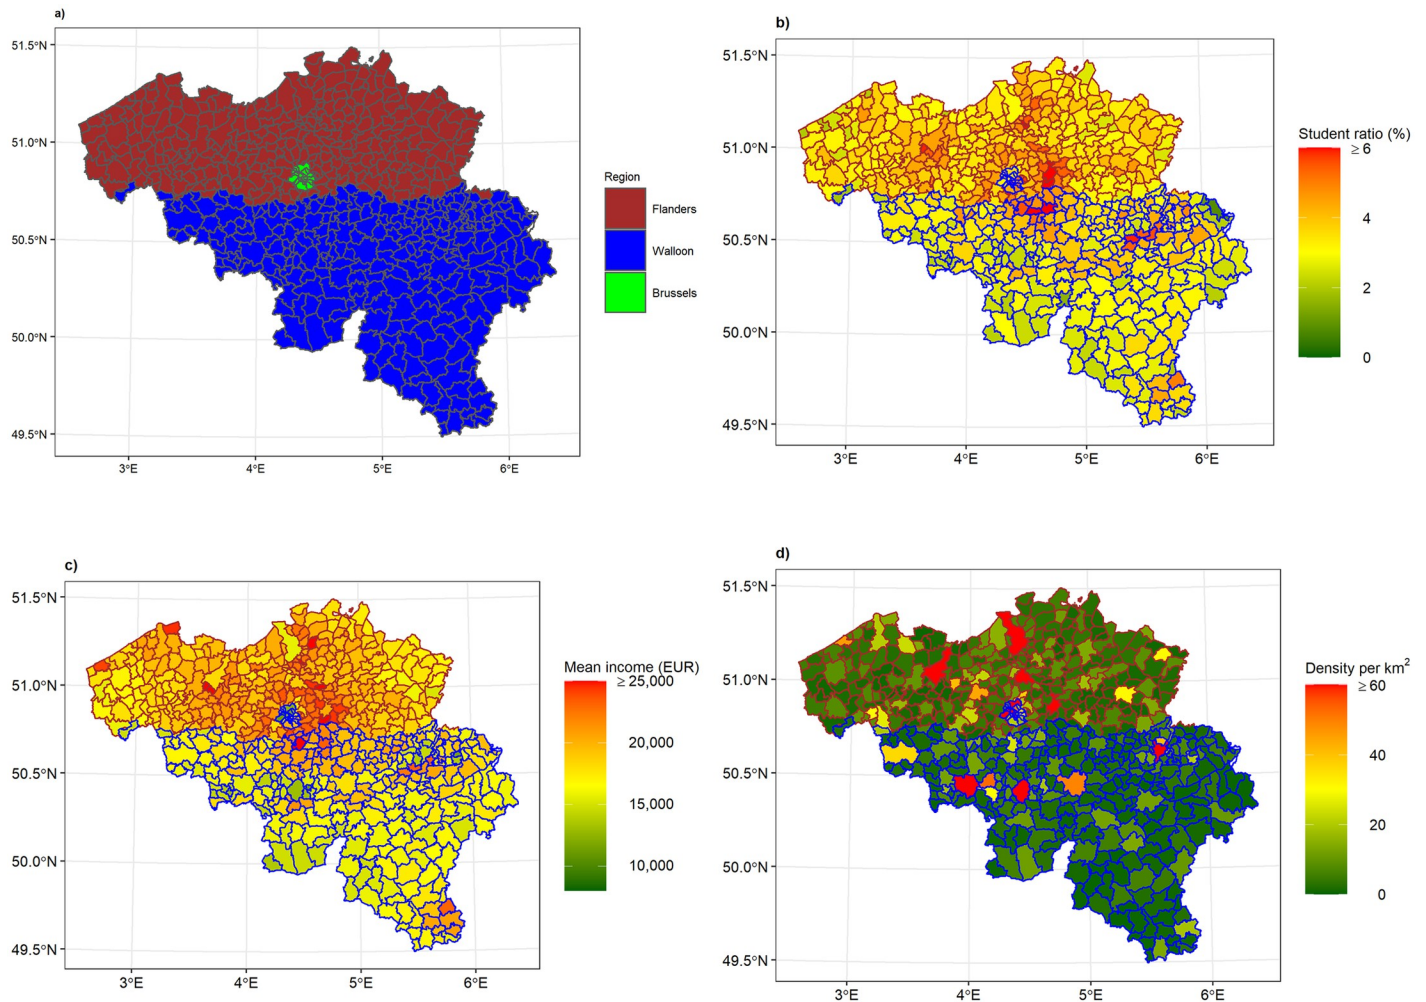 a)
51.5°N
51.0°N
50.5°N
50.0°N
49.5°N
3°E
4°E
5°E
6°E
Region
Flanders
Walloon
Brussels
b)
51.5°N
51.0°N
50.5°N
50.0°N
49.5°N
3°E
4°E
5°E
6°E
Student ratio (%)
≥ 6
4
2
0
c)
51.5°N
51.0°N
50.5°N
50.0°N
49.5°N
3°E
4°E
5°E
6°E
Mean income (EUR)
≥ 25,000
20,000
15,000
10,000
d)
51.5°N
51.0°N
50.5°N
50.0°N
49.5°N
3°E
4°E
5°E
6°E
Density per km²
≥ 60
40
20
0